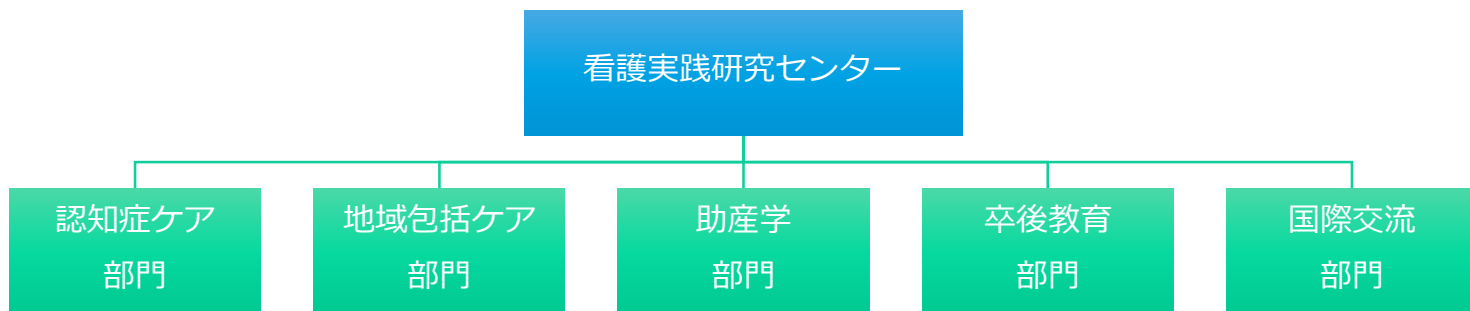 看護実践研究センター
認知症ケア
部門
地域包括ケア
部門
助産学
部門
卒後教育
部門
国際交流
部門